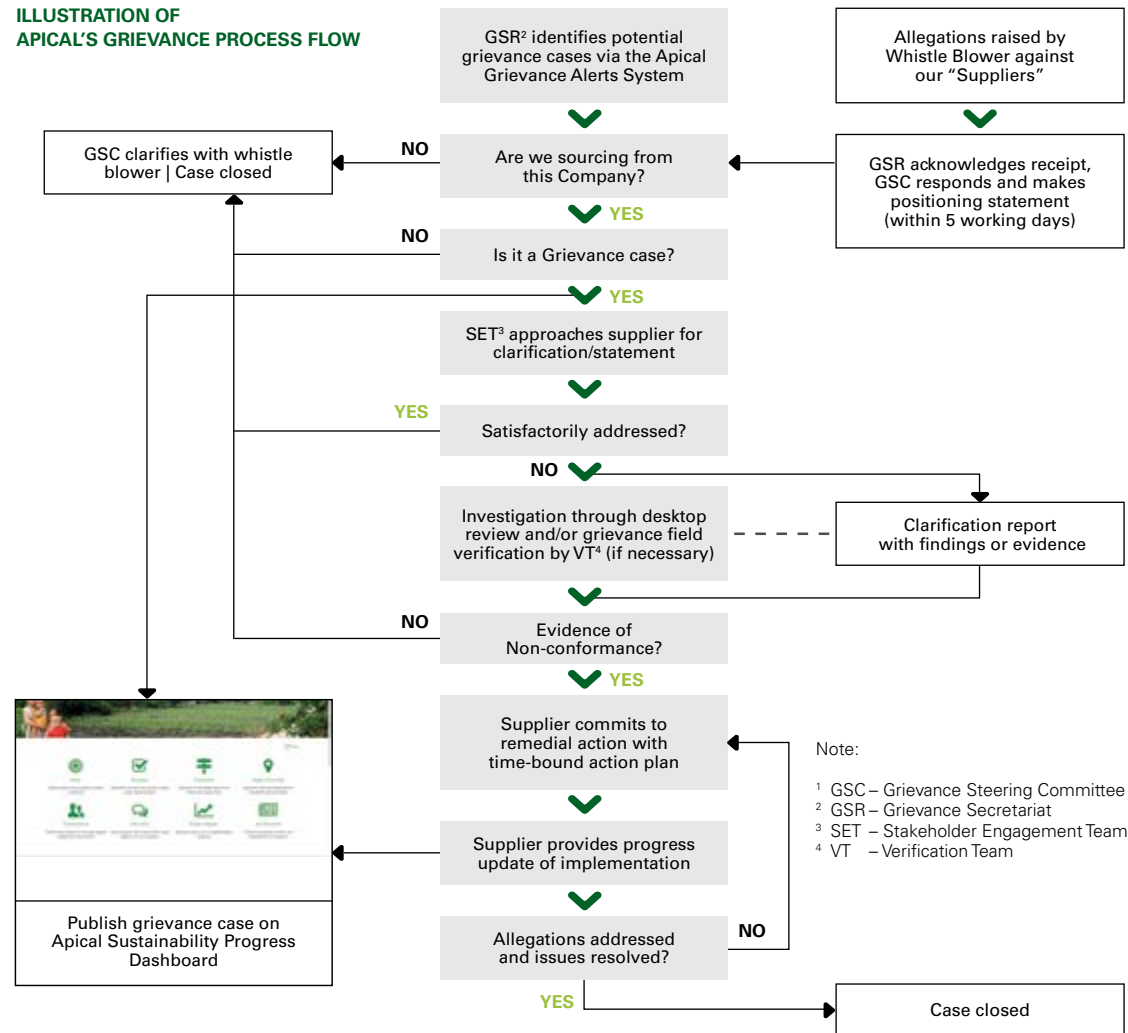 ILLUSTRATION OF
APICAL'S GRIEVANCE PROCESS FLOW
GSR² identifies potential
grievance cases via the Apical
Grievance Alerts System
Allegations raised by
Whistle Blower against
our “Suppliers”
GSC clarifies with whistle
blower | Case closed
NO
Are we sourcing from
this Company?
GSR acknowledges receipt,
GSC responds and makes
positioning statement
(within 5 working days)
YES
NO
Is it a Grievance case?
YES
SET³ approaches supplier for
clarification/statement
YES
Satisfactorily addressed?
NO
Investigation through desktop
review and/or grievance field
verification by VT⁴ (if necessary)
Clarification report
with findings or evidence
NO
Evidence of
Non-conformance?
YES
Supplier commits to
remedial action with
time-bound action plan
Note:
¹ GSC – Grievance Steering Committee
² GSR – Grievance Secretariat
³ SET – Stakeholder Engagement Team
⁴ VT – Verification Team
Supplier provides progress
update of implementation
Publish grievance case on
Apical Sustainability Progress
Dashboard
Allegations addressed
and issues resolved?
NO
YES
Case closed